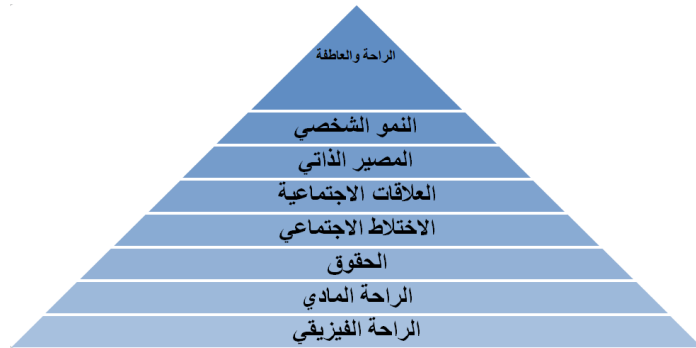 الراحة والعاطفة
النمو الشخصي
المصير الذاتي
العلاقات الاجتماعية
الاختلاط الاجتماعي
الحقوق
الراحة المادي
الراحة الفيزيقي